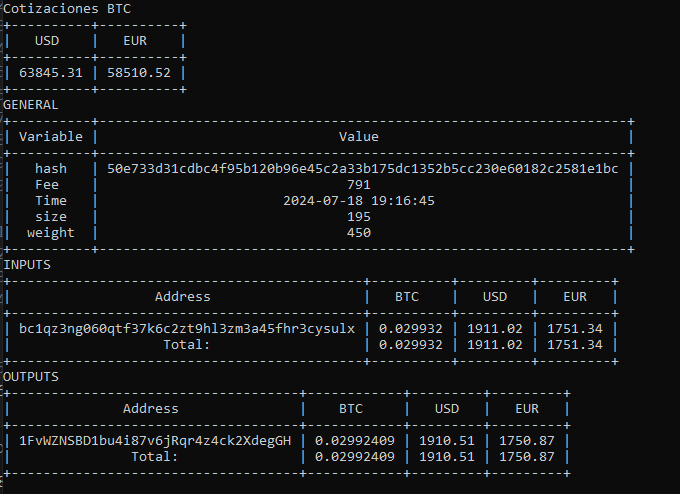 Cotizaciones BTC
USD | EUR
63845.31 | 58510.52
GENERAL
Variable | Value
hash | 50e733d31cdbc4f95b120b96e45c2a33b175dc1352b5cc230e60182c2581e1bc
Fee | 791
Time | 2024-07-18 19:16:45
size | 195
weight | 450
INPUTS
Address | BTC | USD | EUR
bc1qz3ng060qtf37k6c2zt9hl3zm3a45fhr3cysulx | 0.029932 | 1911.02 | 1751.34
Total: | 0.029932 | 1911.02 | 1751.34
OUTPUTS
Address | BTC | USD | EUR
1FvWZNSBD1bu4i87v6jRqr4z4ck2XdegGH | 0.02992409 | 1910.51 | 1750.87
Total: | 0.02992409 | 1910.51 | 1750.87